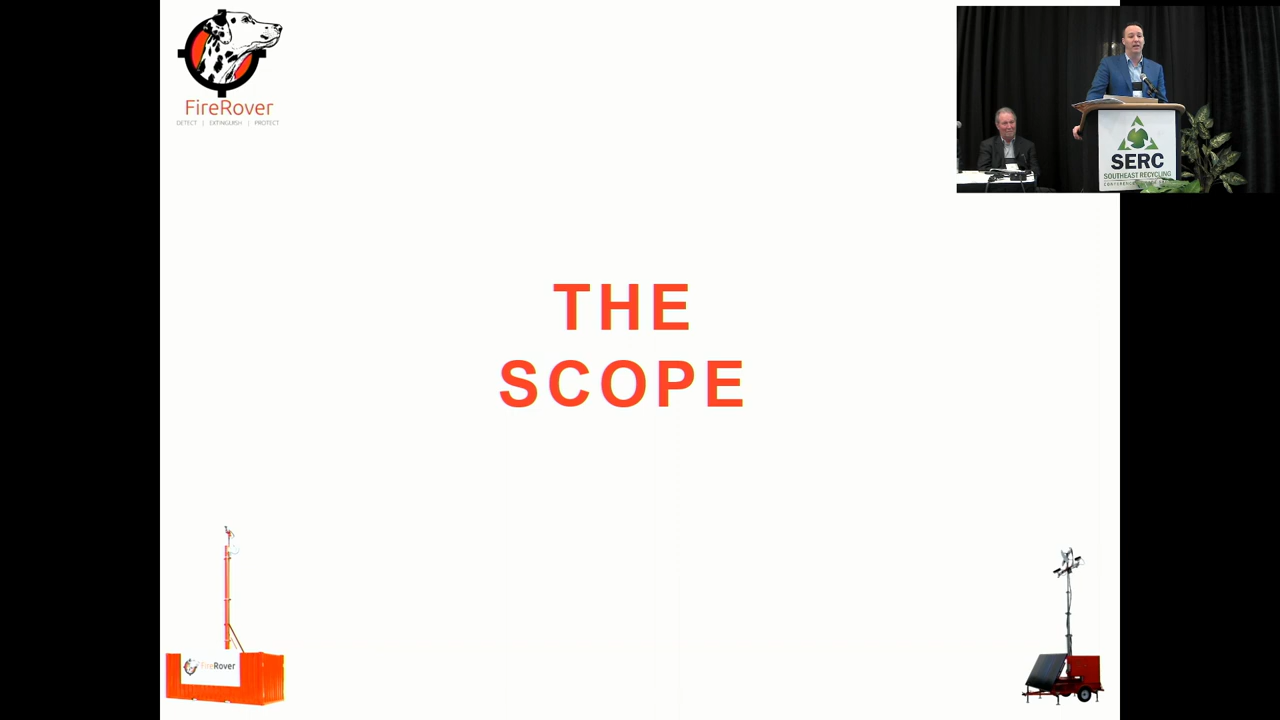 FireRover
DETECT | EXTINGUISH | PROTECT
SERC
SOUTHEAST RECYCLING
THE
SCOPE
FireRover